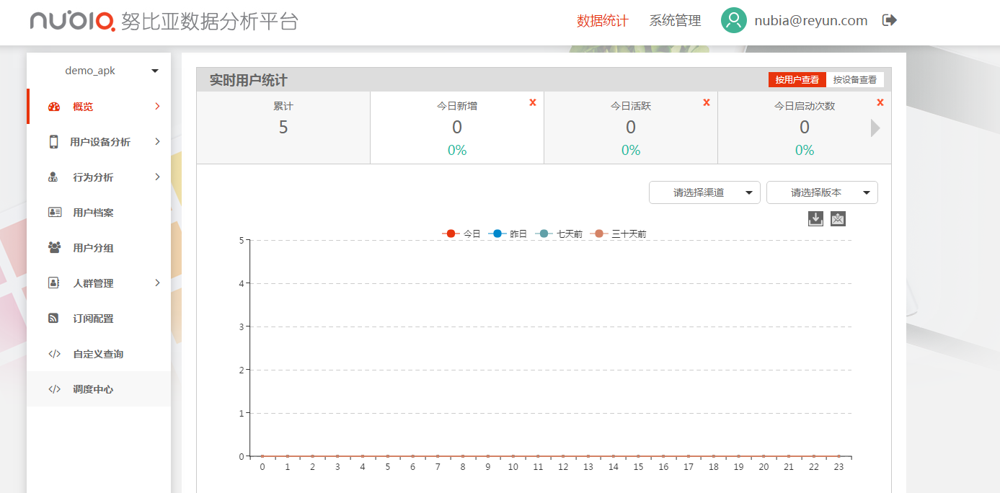 nubia 努比亚数据分析平台
数据统计 系统管理 nubia@reyun.com
demo_apk
概览
用户设备分析
行为分析
用户档案
用户分组
人群管理
订阅配置
自定义查询
调度中心
实时用户统计 按用户查看 按设备查看
累计 今日新增 x 今日活跃 x 今日启动次数 x
5 0 0 0
0% 0% 0%
请选择渠道 请选择版本
今日 昨日 七天前 三十天前
5
4
3
2
1
0
0 1 2 3 4 5 6 7 8 9 10 11 12 13 14 15 16 17 18 19 20 21 22 23